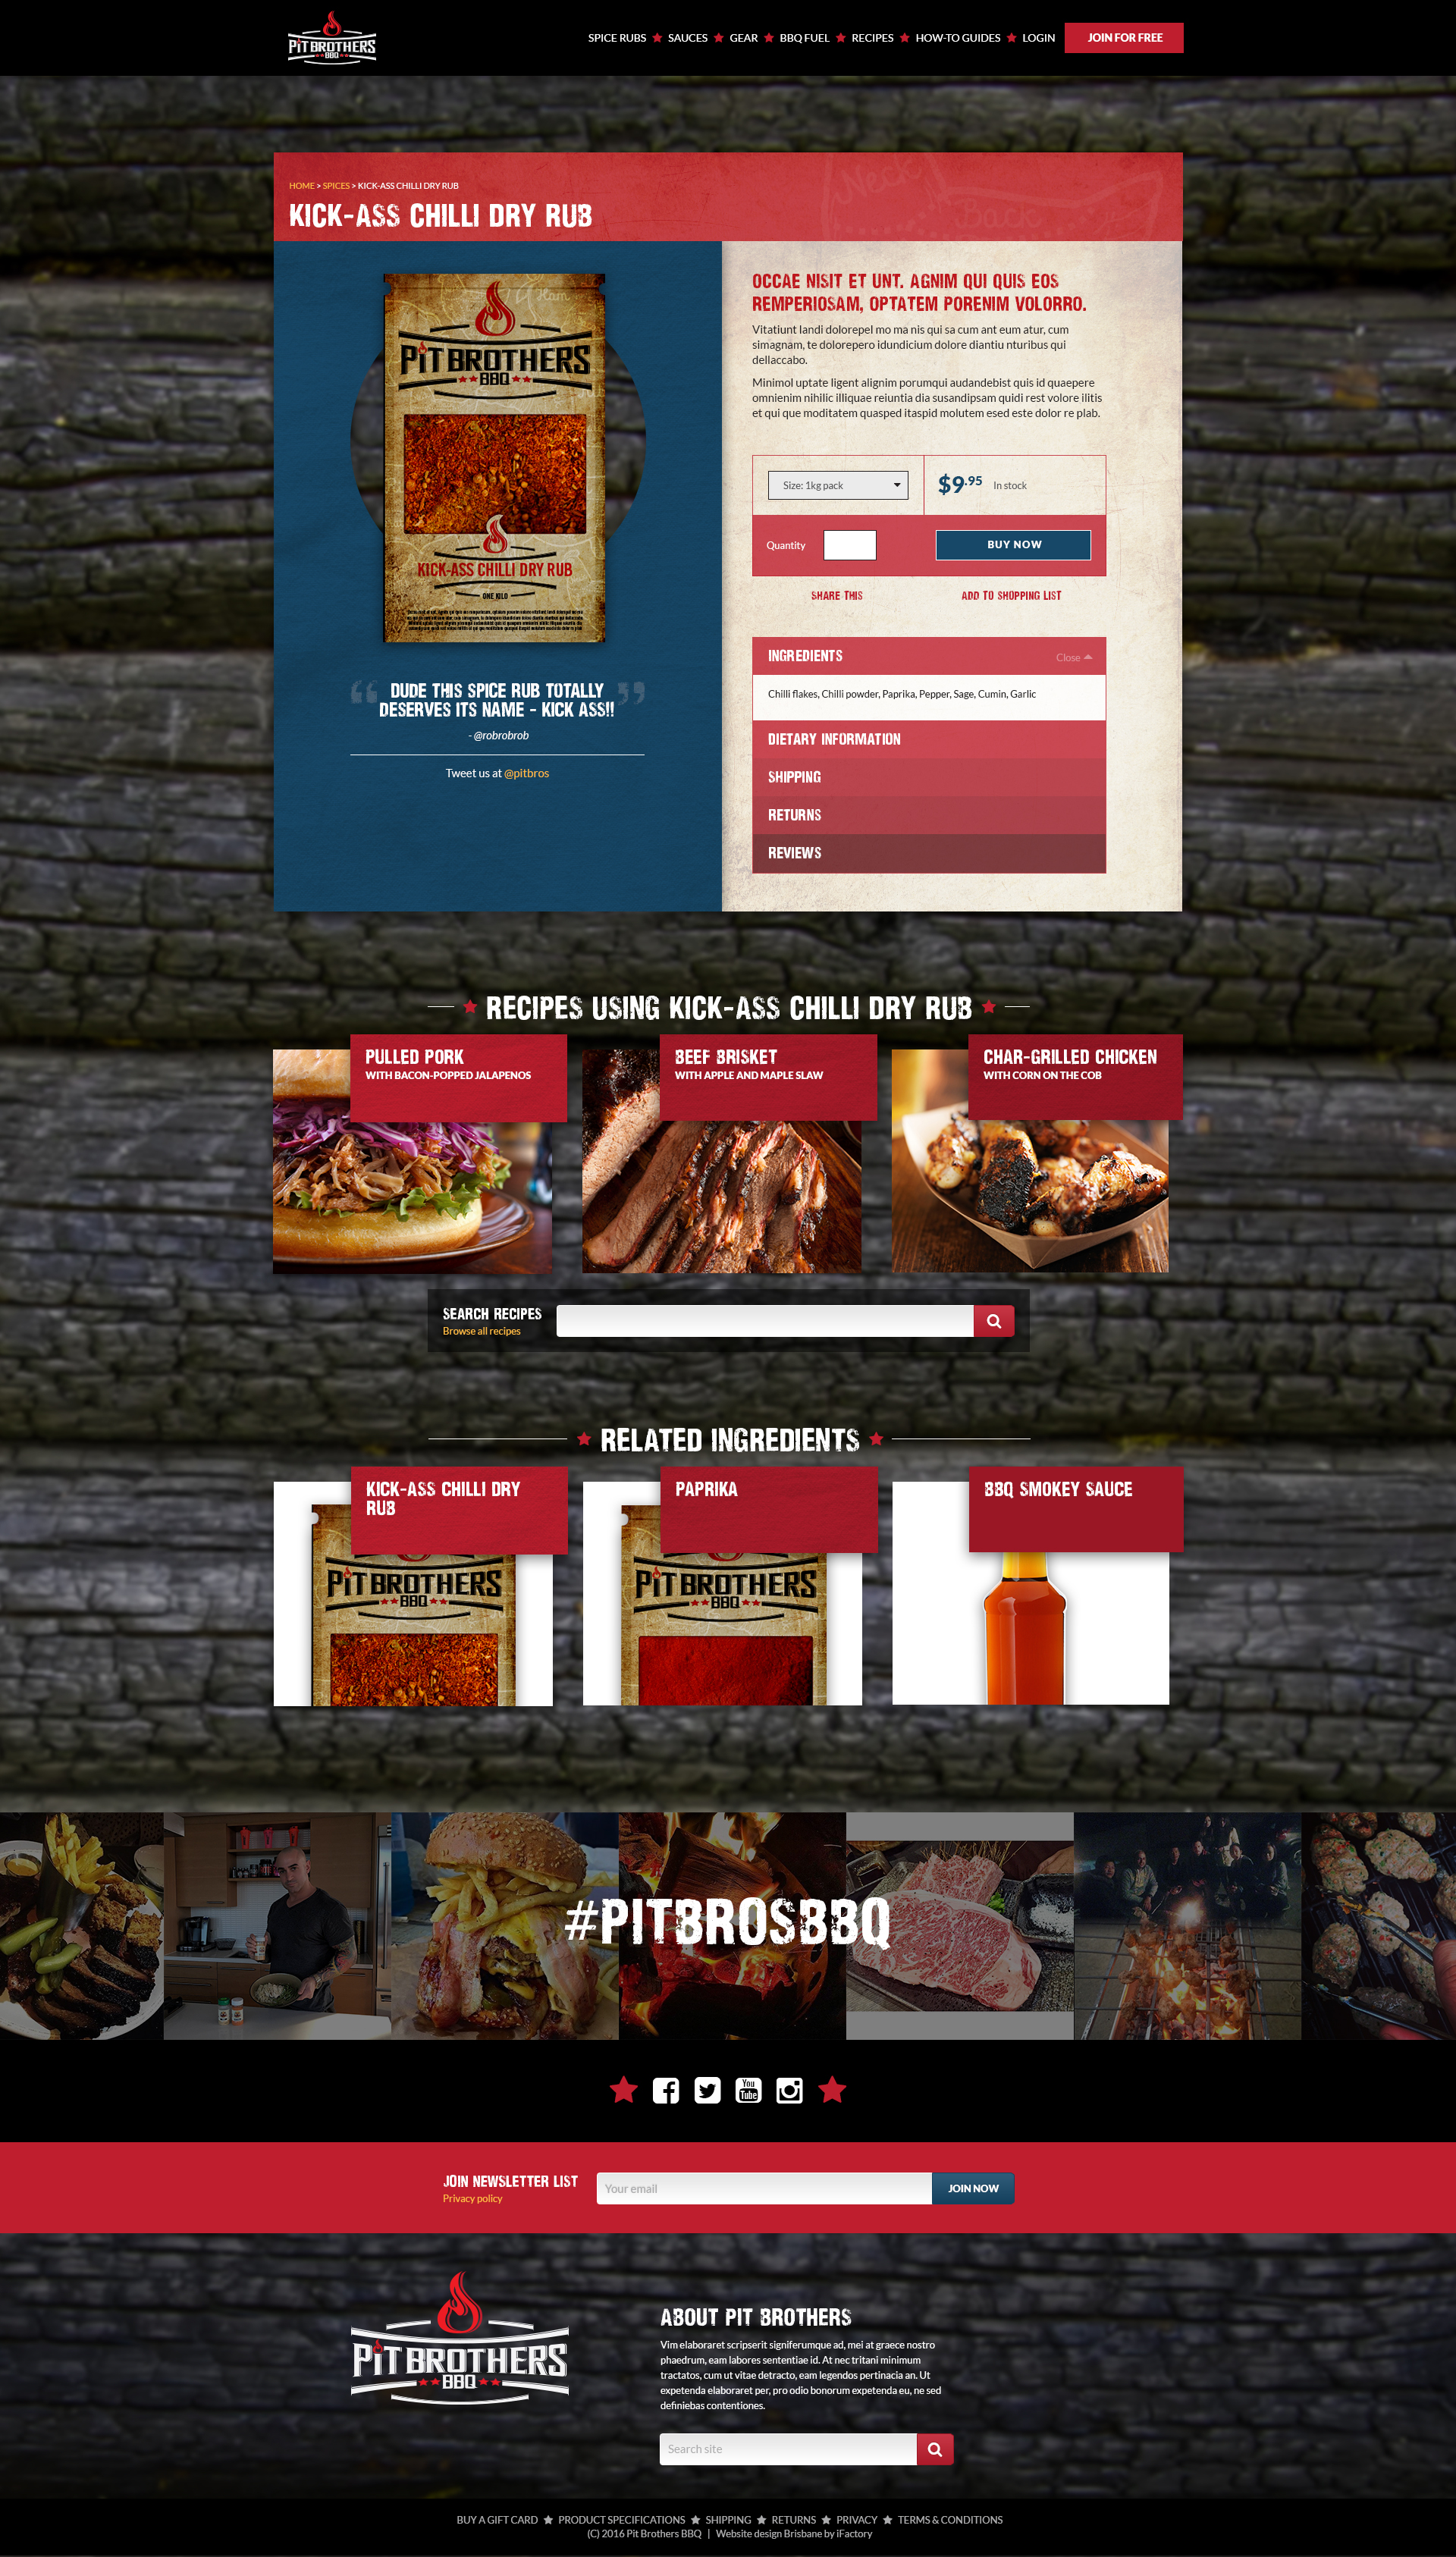 PIT BROTHERS
BBQ
SPICE RUBS ★ SAUCES ★ GEAR ★ BBQ FUEL ★ RECIPES ★ HOW-TO GUIDES ★ LOGIN
JOIN FOR FREE
HOME > SPICES > KICK-ASS CHILLI DRY RUB
KICK-ASS CHILLI DRY RUB
PIT BROTHERS
BBQ
KICK-ASS CHILLI DRY RUB
ONE KILO
DUDE THIS SPICE RUB TOTALLY
DESERVES ITS NAME - KICK ASS!!
- @robrobrob
Tweet us at @pitbros
OCCAE NISIT ET UNT. AGNIM QUI QUIS EOS
REMPERIOSAM, OPTATEM PORENIM VOLORRO.
Vitatiunt landi dolorepel mo ma nis qui sa cum ant eum atur, cum
simagnam, te dolorepero idundicium dolore diantiu nturibus qui
dellaccabo.
Minimol uptate ligent alignim porumqui audandebist quis id quaepere
omnienim nihilic illiquae reiuntia dia susandipsam quidi rest volore ilitis
et qui que moditatem quasped itaspid molutem esed este dolor re plab.
Size: 1kg pack
$9.95 In stock
Quantity
BUY NOW
SHARE THIS
ADD TO SHOPPING LIST
INGREDIENTS
Close
Chilli flakes, Chilli powder, Paprika, Pepper, Sage, Cumin, Garlic
DIETARY INFORMATION
SHIPPING
RETURNS
REVIEWS
RECIPES USING KICK-ASS CHILLI DRY RUB
PULLED PORK
WITH BACON-POPPED JALAPENOS
BEEF BRISKET
WITH APPLE AND MAPLE SLAW
CHAR-GRILLED CHICKEN
WITH CORN ON THE COB
SEARCH RECIPES
Browse all recipes
RELATED INGREDIENTS
KICK-ASS CHILLI DRY
RUB
PIT BROTHERS
BBQ
PAPRIKA
PIT BROTHERS
BBQ
BBQ SMOKEY SAUCE
#PITBROSBBQ
You
Tube
JOIN NEWSLETTER LIST
Privacy policy
Your email
JOIN NOW
PIT BROTHERS
BBQ
ABOUT PIT BROTHERS
Vim elaboraret scripserit signiferumque ad, mei at graece nostro
phaedrum, eam labores sententiae id. At nec tritani minimum
tractatos, cum ut vitae detracto, eam legendos pertinacia an. Ut
expetenda elaboraret per, pro odio bonorum expetenda eu, ne sed
definiebas contentiones.
Search site
BUY A GIFT CARD ★ PRODUCT SPECIFICATIONS ★ SHIPPING ★ RETURNS ★ PRIVACY ★ TERMS & CONDITIONS
(C) 2016 Pit Brothers BBQ | Website design Brisbane by iFactory